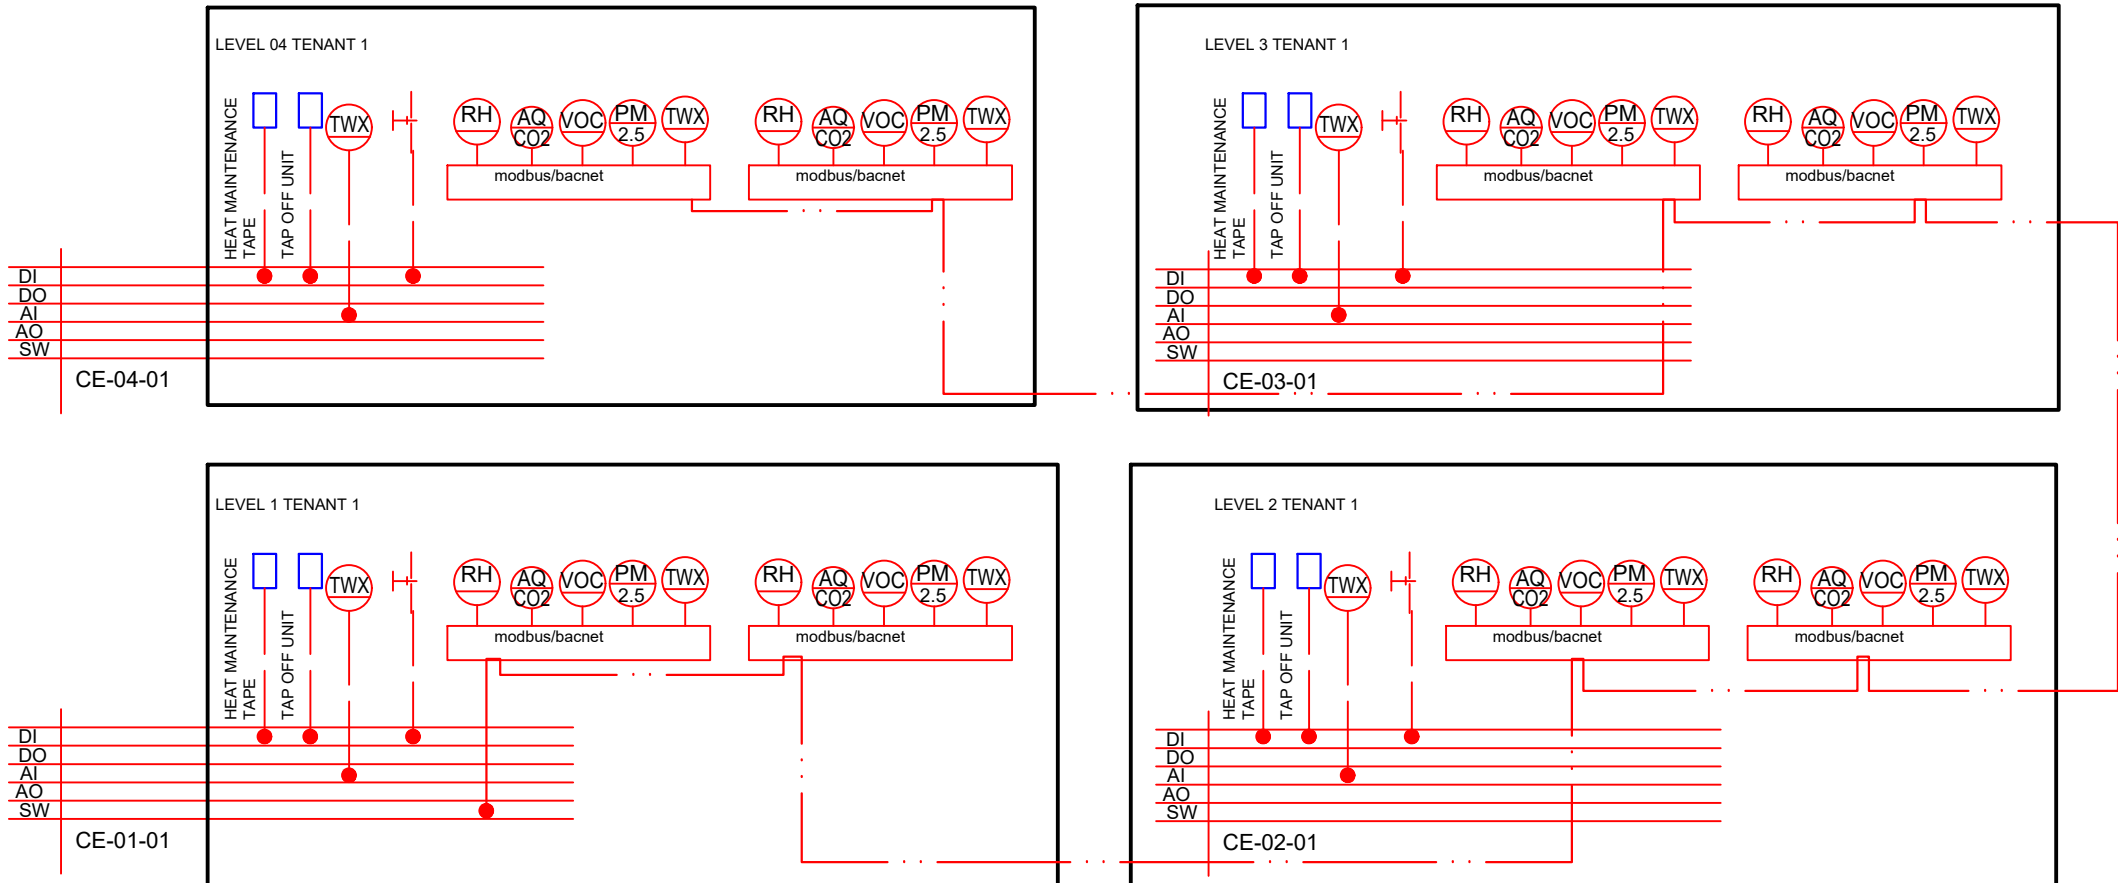 LEVEL 04 TENANT 1
HEAT MAINTENANCE
TAPE
TAP OFF UNIT
TWX
RH
AQ
CO2
VOC
PM
2.5
TWX
modbus/bacnet
RH
AQ
CO2
VOC
PM
2.5
TWX
modbus/bacnet
DI
DO
AI
AO
SW
CE-04-01
LEVEL 3 TENANT 1
HEAT MAINTENANCE
TAPE
TAP OFF UNIT
TWX
RH
AQ
CO2
VOC
PM
2.5
TWX
modbus/bacnet
RH
AQ
CO2
VOC
PM
2.5
TWX
modbus/bacnet
DI
DO
AI
AO
SW
CE-03-01
LEVEL 1 TENANT 1
HEAT MAINTENANCE
TAPE
TAP OFF UNIT
TWX
RH
AQ
CO2
VOC
PM
2.5
TWX
modbus/bacnet
RH
AQ
CO2
VOC
PM
2.5
TWX
modbus/bacnet
DI
DO
AI
AO
SW
CE-01-01
LEVEL 2 TENANT 1
HEAT MAINTENANCE
TAPE
TAP OFF UNIT
TWX
RH
AQ
CO2
VOC
PM
2.5
TWX
modbus/bacnet
RH
AQ
CO2
VOC
PM
2.5
TWX
modbus/bacnet
DI
DO
AI
AO
SW
CE-02-01